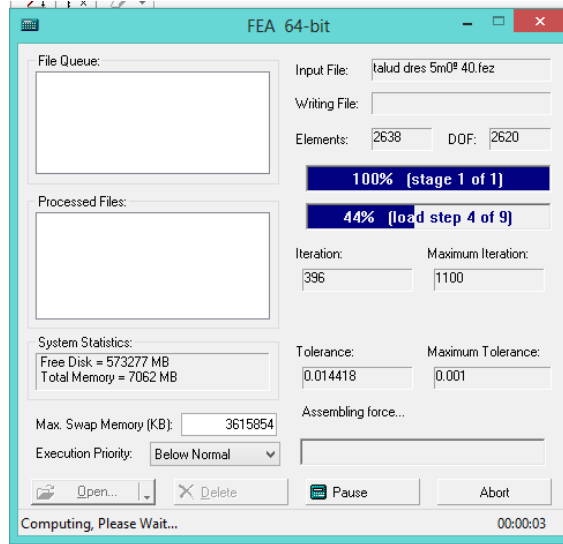 FEA 64-bit
File Queue:
Input File: talud dres 5m0º 40.fez
Writing File:
Elements: 2638 DOF: 2620
100% (stage 1 of 1)
Processed Files:
44% (load step 4 of 9)
Iteration: Maximum Iteration:
396 1100
System Statistics:
Free Disk = 573277 MB
Total Memory = 7062 MB
Tolerance: Maximum Tolerance:
0.014418 0.001
Max. Swap Memory (KB): 3615854
Assembling force...
Execution Priority: Below Normal
Open... Delete Pause Abort
Computing, Please Wait... 00:00:03